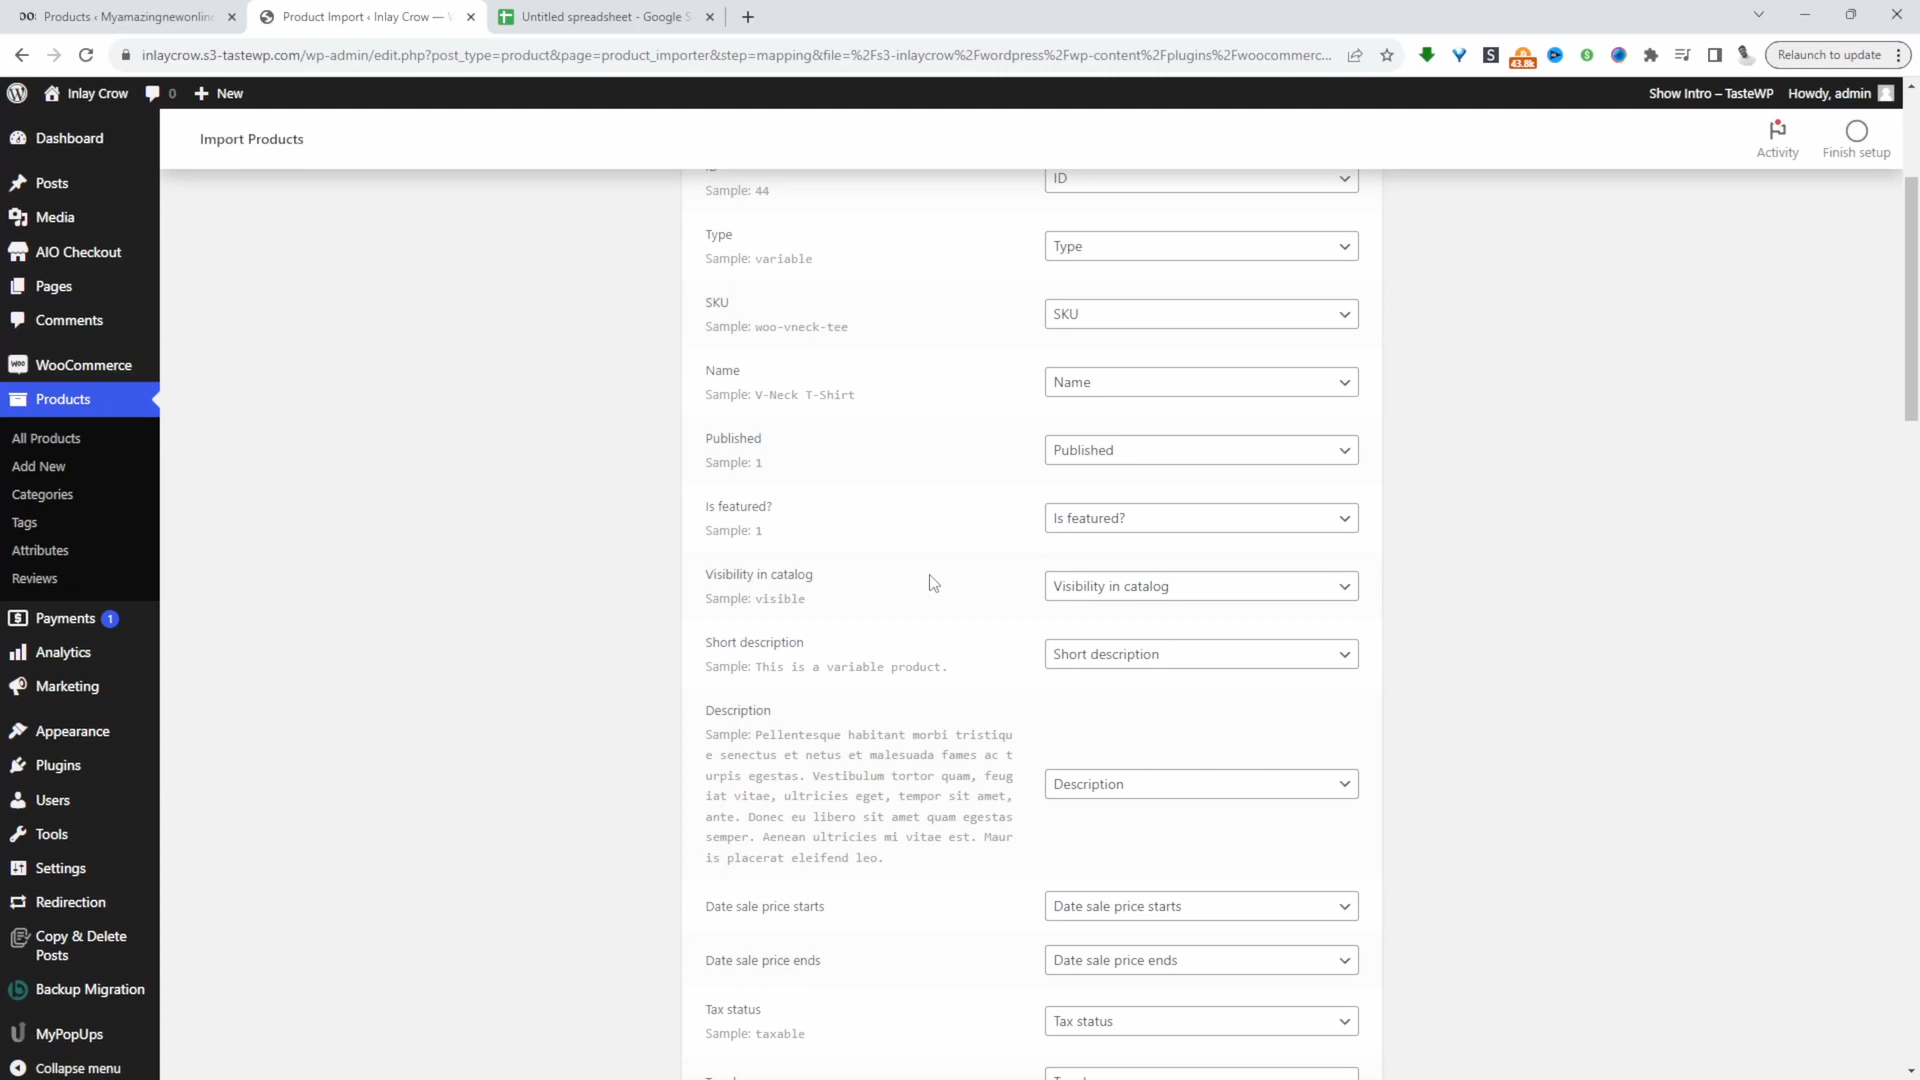 Products ‹ Myamazingnewonline
Product Import ‹ Inlay Crow —
Untitled spreadsheet - Google S
inlaycrow.s3-tastewp.com/wp-admin/edit.php?post_type=product&page=product_importer&step=mapping&file=%2Fs3-inlaycrow%2Fwordpress%2Fwp-content%2Fplugins%2Fwoocommerc...
43.8k
Relaunch to update
Inlay Crow
0
New
Show Intro – TasteWP
Howdy, admin
Import Products
Activity
Finish setup
Dashboard
Posts
Media
AIO Checkout
Pages
Comments
WooCommerce
Products
All Products
Add New
Categories
Tags
Attributes
Reviews
Payments 1
Analytics
Marketing
Appearance
Plugins
Users
Tools
Settings
Redirection
Copy & Delete
Posts
Backup Migration
MyPopUps
Collapse menu
Sample: 44
ID
Type
Sample: variable
Type
SKU
Sample: woo-vneck-tee
SKU
Name
Sample: V-Neck T-Shirt
Name
Published
Sample: 1
Published
Is featured?
Sample: 1
Is featured?
Visibility in catalog
Sample: visible
Visibility in catalog
Short description
Sample: This is a variable product.
Short description
Description
Sample: Pellentesque habitant morbi tristiqu
e senectus et netus et malesuada fames ac t
urpis egestas. Vestibulum tortor quam, feug
iat vitae, ultricies eget, tempor sit amet,
ante. Donec eu libero sit amet quam egestas
semper. Aenean ultricies mi vitae est. Maur
is placerat eleifend leo.
Description
Date sale price starts
Date sale price starts
Date sale price ends
Date sale price ends
Tax status
Sample: taxable
Tax status